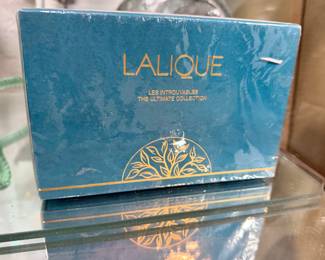 LALIQUE
LES INTROUVABLES
THE ULTIMATE COLLECTION